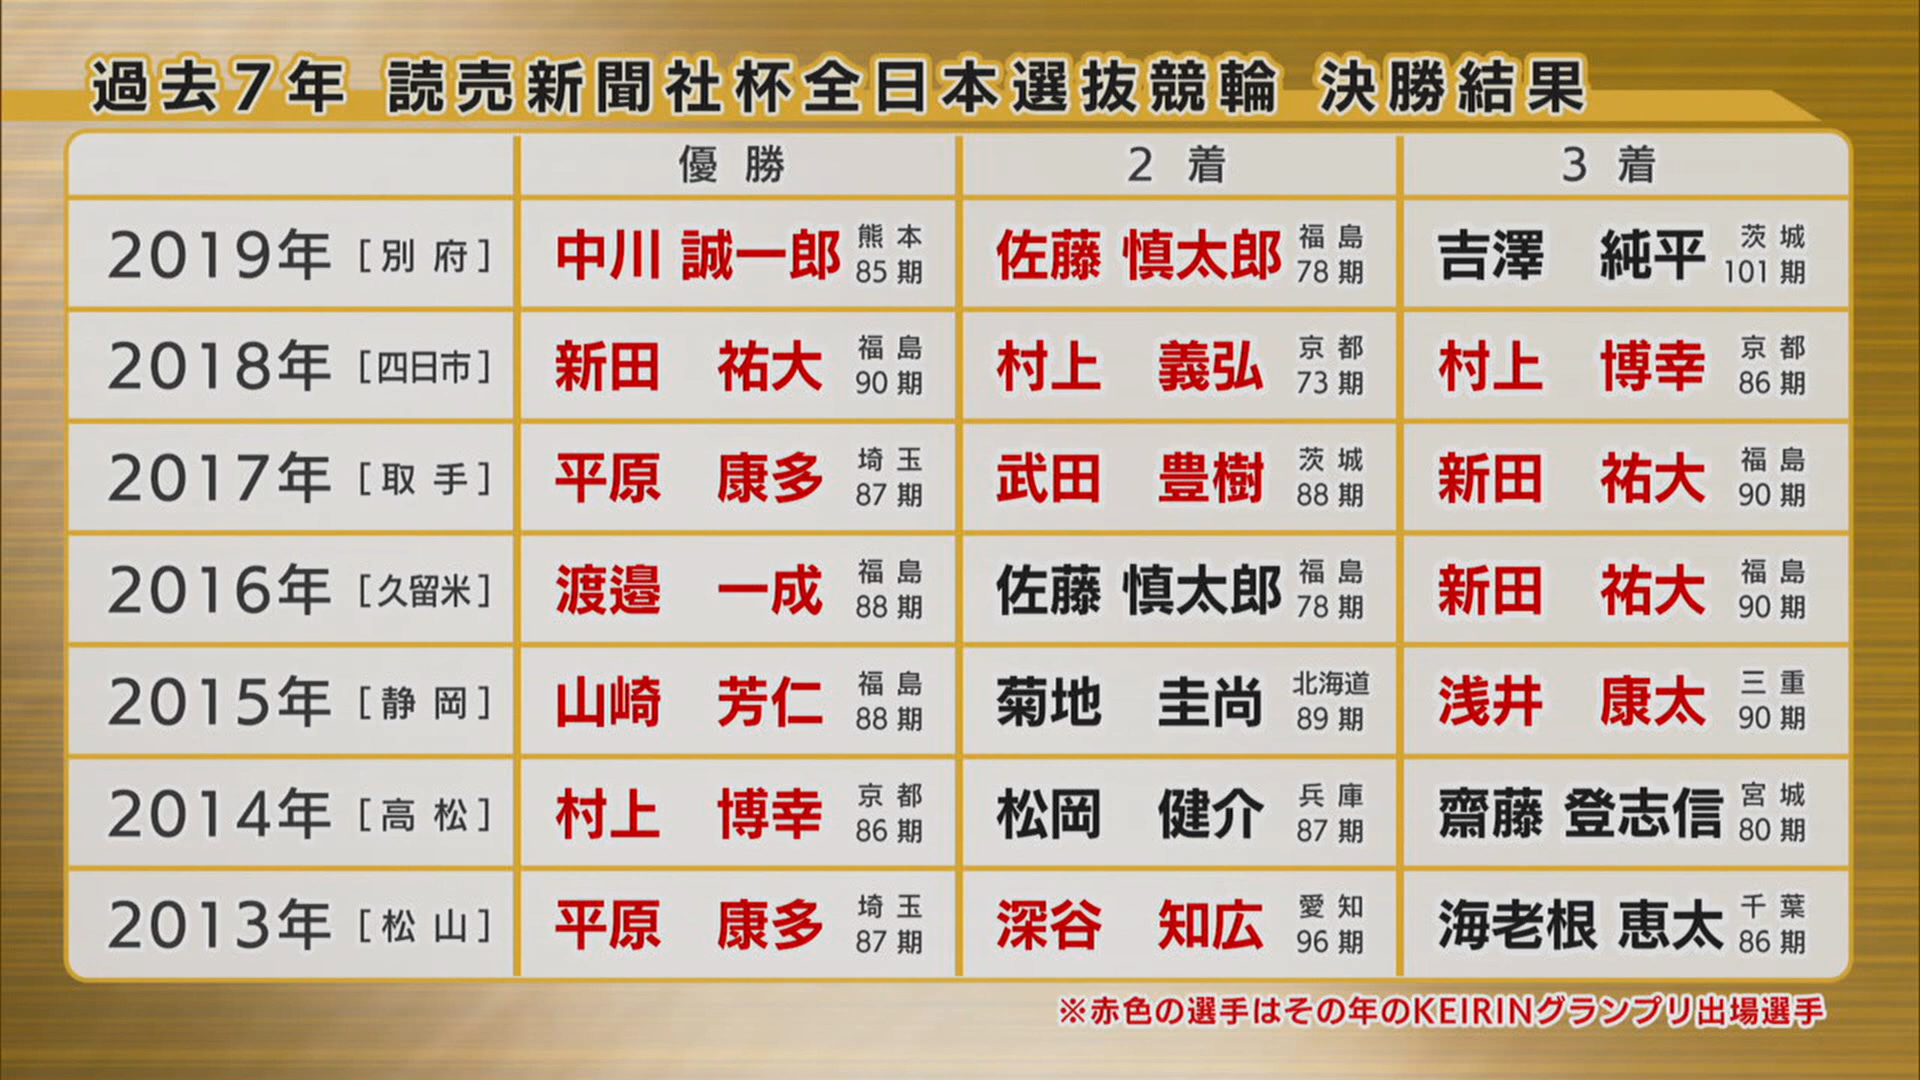 過去7年 読売新聞社杯全日本選抜競輪 決勝結果
優勝 2着 3着
2019年 [別府] 中川 誠一郎 熊本 85期 佐藤 慎太郎 福島 78期 吉澤 純平 茨城 101期
2018年 [四日市] 新田 祐大 福島 90期 村上 義弘 京都 73期 村上 博幸 京都 86期
2017年 [取手] 平原 康多 埼玉 87期 武田 豊樹 茨城 88期 新田 祐大 福島 90期
2016年 [久留米] 渡邉 一成 福島 88期 佐藤 慎太郎 福島 78期 新田 祐大 福島 90期
2015年 [静岡] 山崎 芳仁 福島 88期 菊地 圭尚 北海道 89期 浅井 康太 三重 90期
2014年 [高松] 村上 博幸 京都 86期 松岡 健介 兵庫 87期 齋藤 登志信 宮城 80期
2013年 [松山] 平原 康多 埼玉 87期 深谷 知広 愛知 96期 海老根 恵太 千葉 86期
※赤色の選手はその年のKEIRINグランプリ出場選手